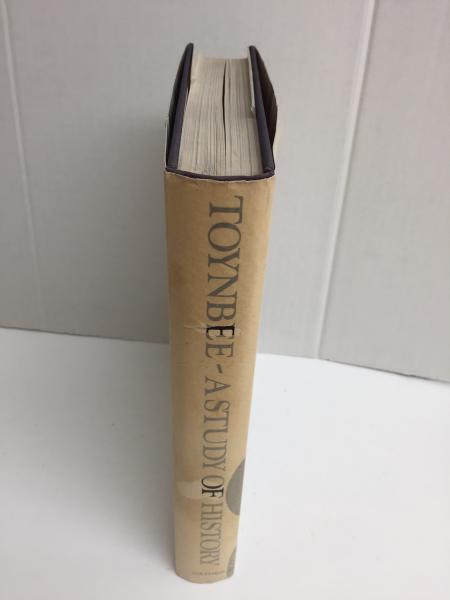 TOYNBEE - A STUDY OF HISTORY